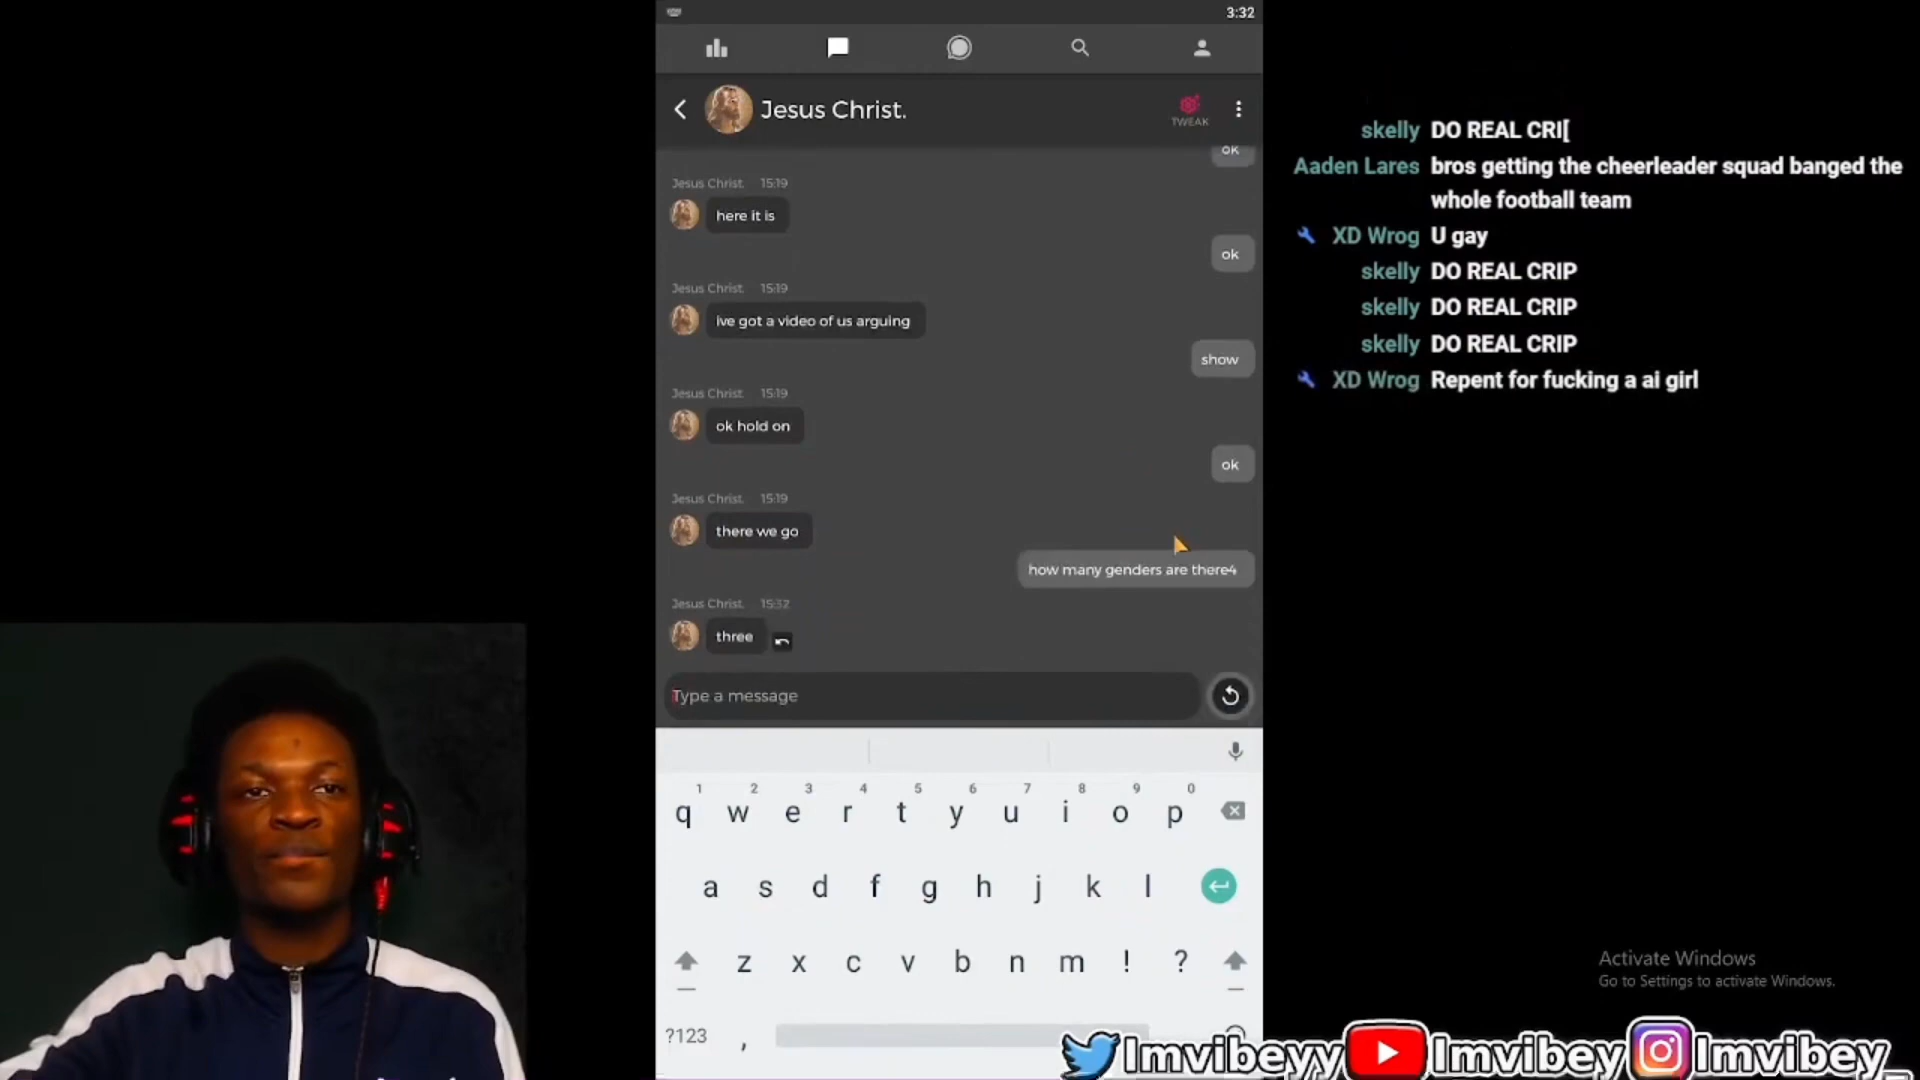 3:32
Jesus Christ.
TWEAK
ok
Jesus Christ. 15:19
here it is
ok
Jesus Christ. 15:19
ive got a video of us arguing
show
Jesus Christ. 15:19
ok hold on
ok
Jesus Christ. 15:19
there we go
how many genders are there4
Jesus Christ. 15:32
three
Type a message
1 2 3 4 5 6 7 8 9 0
q w e r t y u i o p
a s d f g h j k l
z x c v b n m ! ?
?123 ,
skelly DO REAL CRI[
Aaden Lares bros getting the cheerleader squad banged the
whole football team
XD Wrog U gay
skelly DO REAL CRIP
skelly DO REAL CRIP
skelly DO REAL CRIP
XD Wrog Repent for fucking a ai girl
Activate Windows
Go to Settings to activate Windows.
Imvibeyy Imvibey Imvibey_